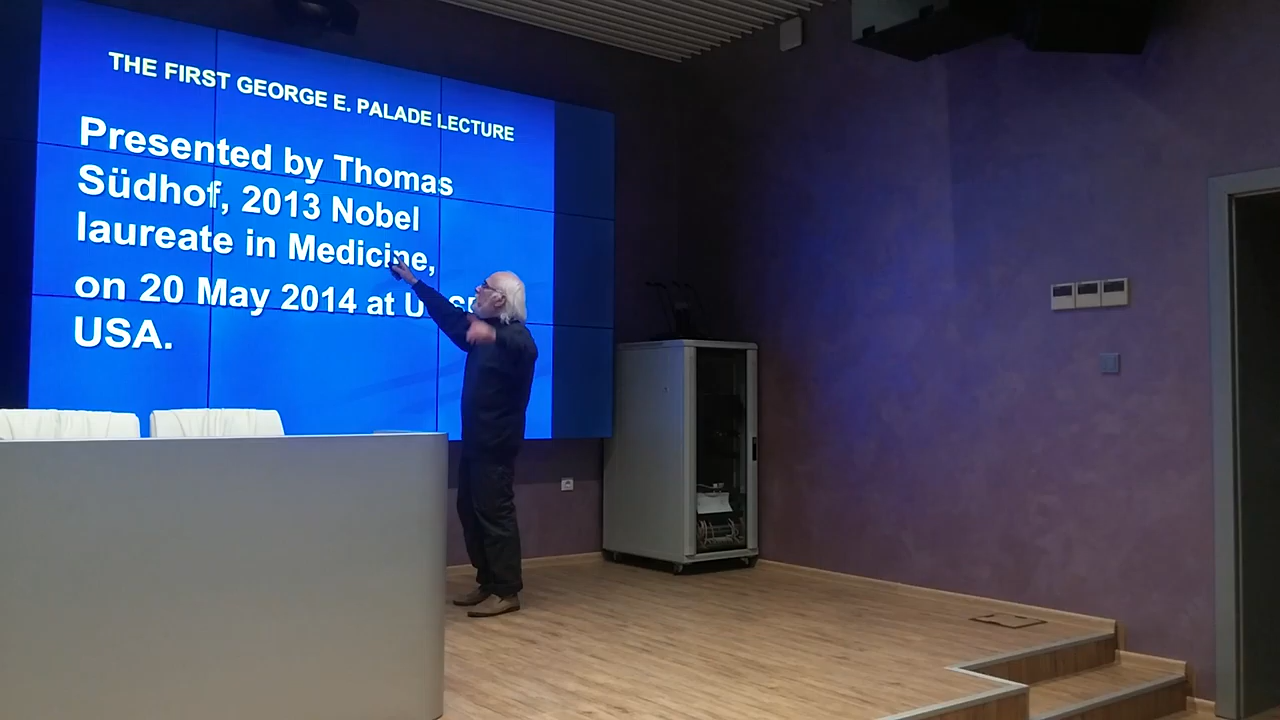 THE FIRST GEORGE E. PALADE LECTURE
Presented by Thomas
Südhof, 2013 Nobel
laureate in Medicine,
on 20 May 2014 at
USA.